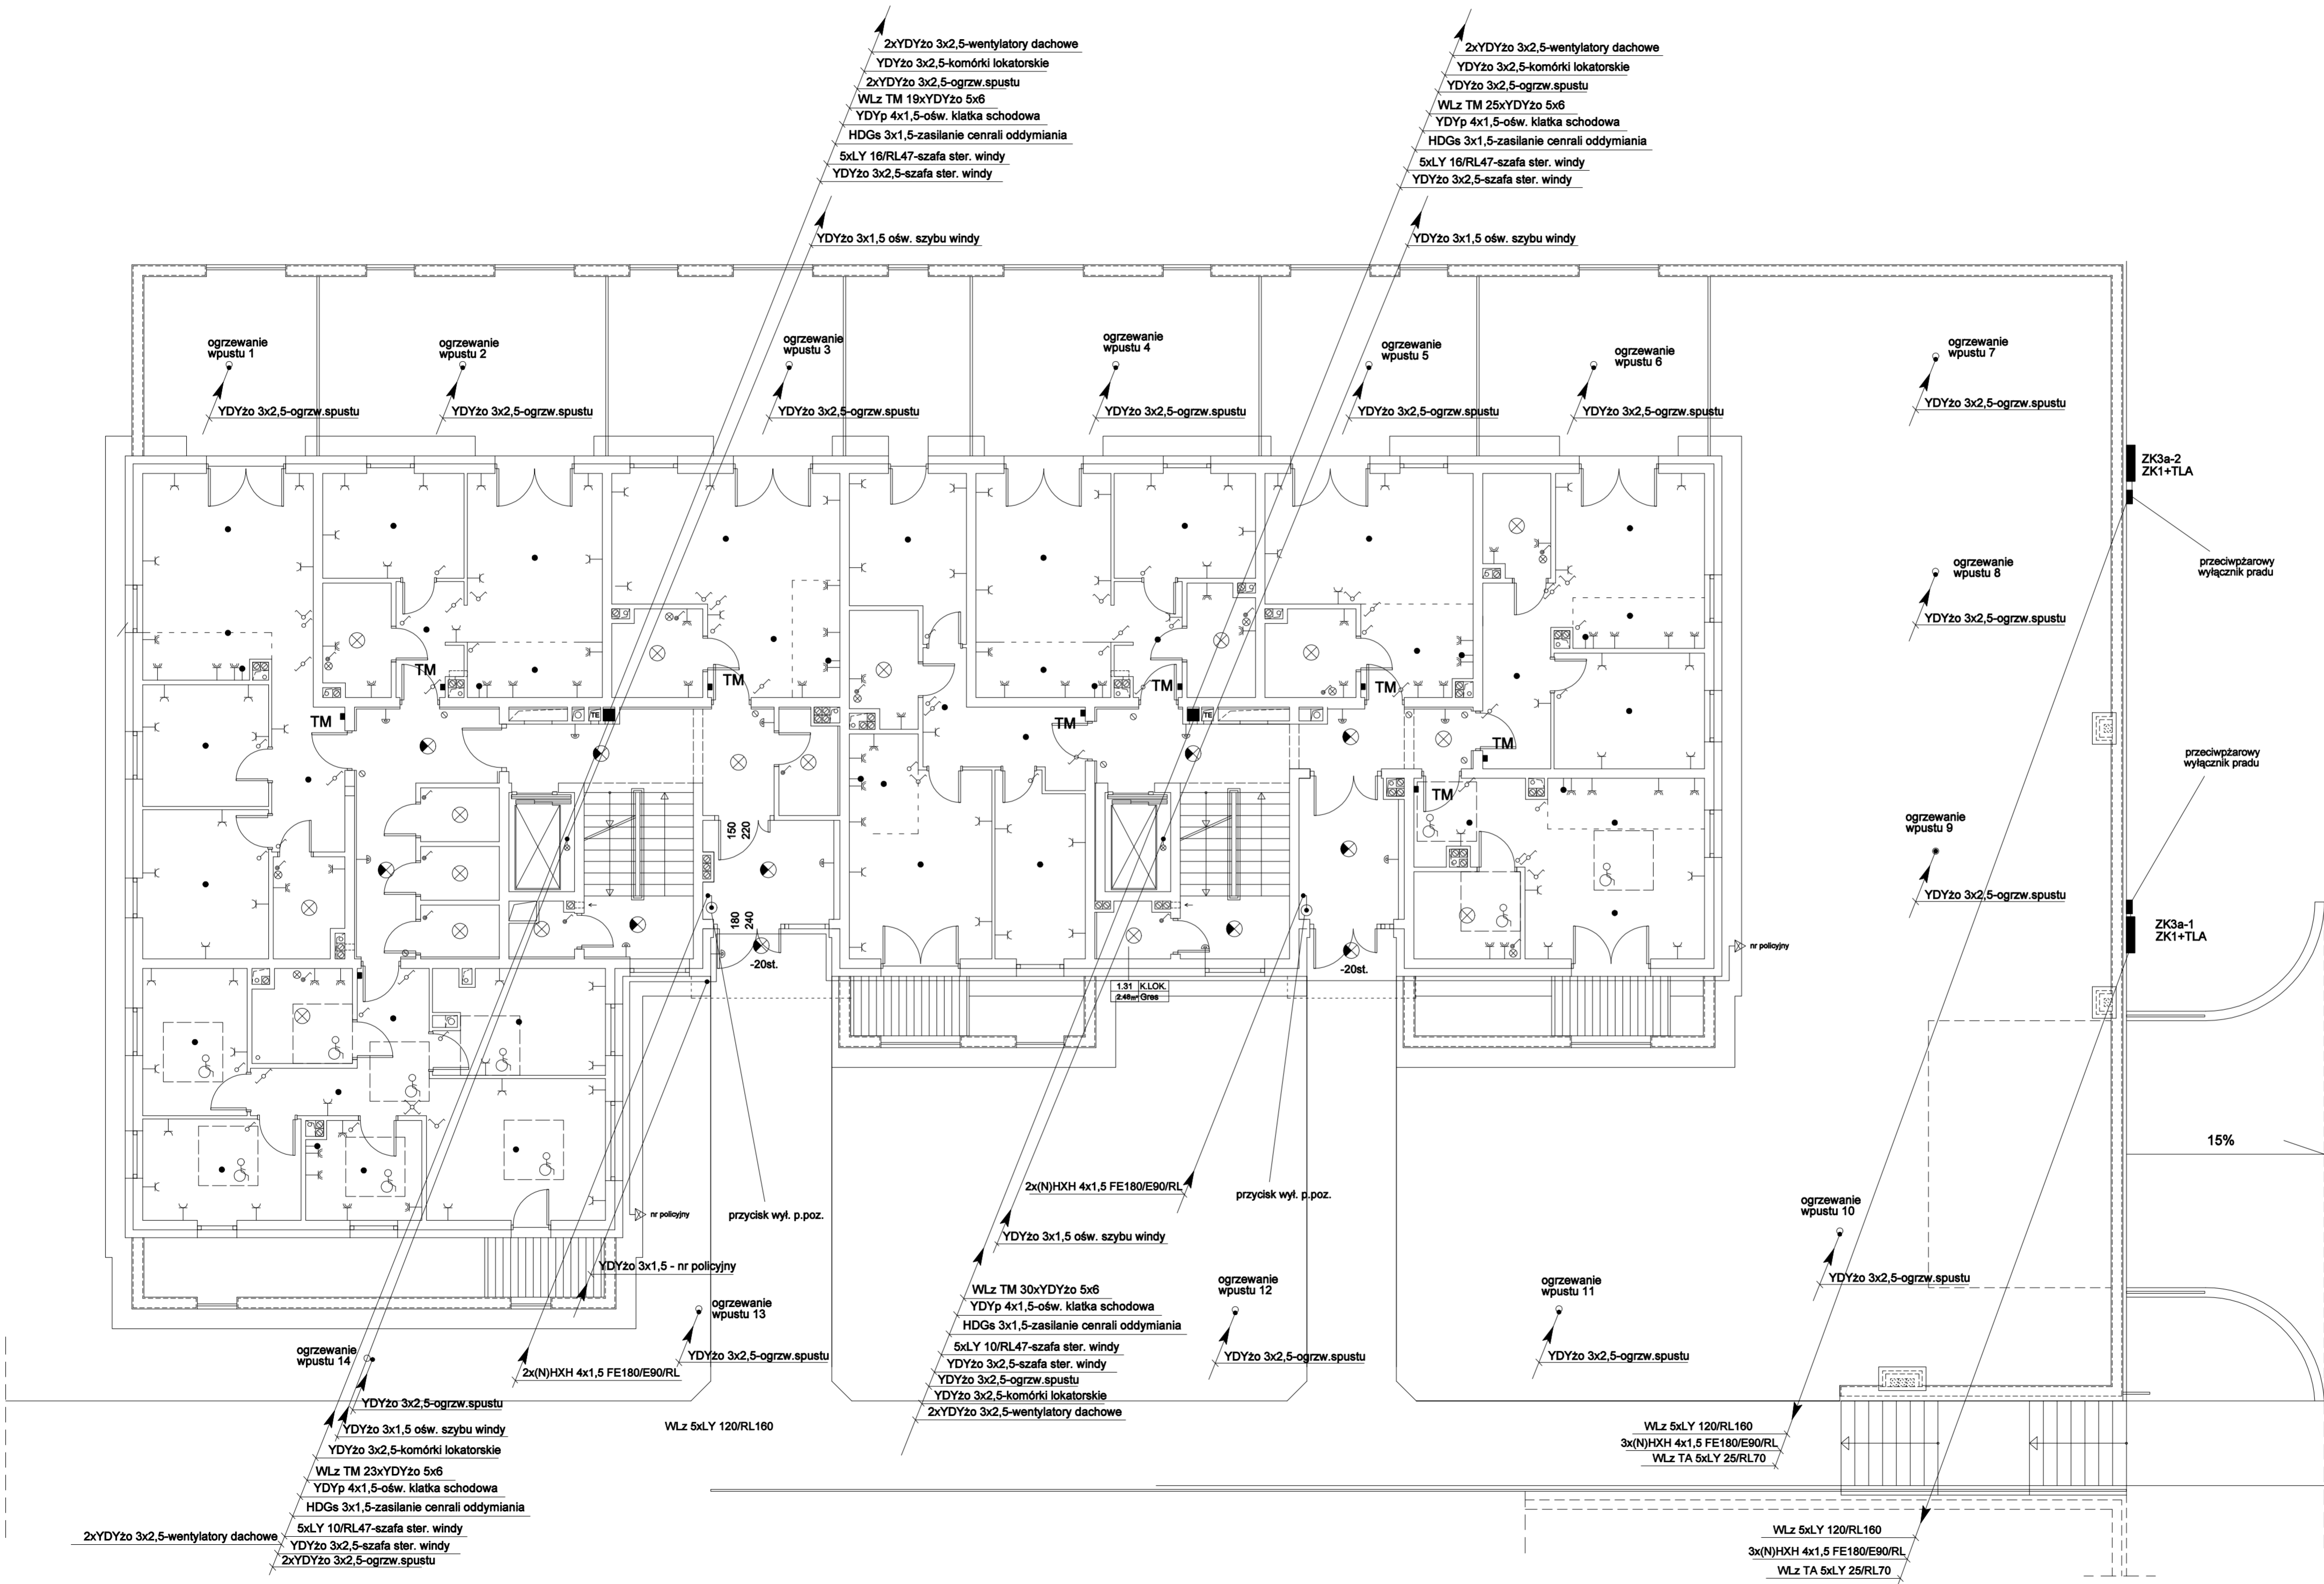 2xYDYżo 3x2,5-wentylatory dachowe
YDYżo 3x2,5-komórki lokatorskie
2xYDYżo 3x2,5-ogrzw.spustu
WLz TM 19xYDYżo 5x6
YDYp 4x1,5-ośw. klatka schodowa
HDGs 3x1,5-zasilanie cenrali oddymiania
5xLY 16/RL47-szafa ster. windy
YDYżo 3x2,5-szafa ster. windy
YDYżo 3x1,5 ośw. szybu windy
2xYDYżo 3x2,5-wentylatory dachowe
YDYżo 3x2,5-komórki lokatorskie
YDYżo 3x2,5-ogrzw.spustu
WLz TM 25xYDYżo 5x6
YDYp 4x1,5-ośw. klatka schodowa
HDGs 3x1,5-zasilanie cenrali oddymiania
5xLY 16/RL47-szafa ster. windy
YDYżo 3x2,5-szafa ster. windy
YDYżo 3x1,5 ośw. szybu windy
ogrzewanie
wpustu 1
YDYżo 3x2,5-ogrzw.spustu
ogrzewanie
wpustu 2
YDYżo 3x2,5-ogrzw.spustu
ogrzewanie
wpustu 3
YDYżo 3x2,5-ogrzw.spustu
ogrzewanie
wpustu 4
YDYżo 3x2,5-ogrzw.spustu
ogrzewanie
wpustu 5
YDYżo 3x2,5-ogrzw.spustu
ogrzewanie
wpustu 6
YDYżo 3x2,5-ogrzw.spustu
ogrzewanie
wpustu 7
YDYżo 3x2,5-ogrzw.spustu
ZK3a-2
ZK1+TLA
przeciwpżarowy
wyłącznik pradu
ogrzewanie
wpustu 8
YDYżo 3x2,5-ogrzw.spustu
TM
TM
TM
TM
TM
TM
TM
TM
TE
TE
przeciwpżarowy
wyłącznik pradu
ogrzewanie
wpustu 9
YDYżo 3x2,5-ogrzw.spustu
ZK3a-1
ZK1+TLA
150
220
180
240
-20st.
-20st.
nr policyjny
1.31 K.LOK.
2.48m² Gres
15%
2x(N)HXH 4x1,5 FE180/E90/RL
przycisk wył. p.poz.
przycisk wył. p.poz.
nr policyjny
ogrzewanie
wpustu 10
YDYżo 3x2,5-ogrzw.spustu
YDYżo 3x1,5 ośw. szybu windy
YDYżo 3x1,5 - nr policyjny
WLz TM 30xYDYżo 5x6
YDYp 4x1,5-ośw. klatka schodowa
HDGs 3x1,5-zasilanie cenrali oddymiania
5xLY 10/RL47-szafa ster. windy
YDYżo 3x2,5-szafa ster. windy
YDYżo 3x2,5-ogrzw.spustu
YDYżo 3x2,5-komórki lokatorskie
2xYDYżo 3x2,5-wentylatory dachowe
ogrzewanie
wpustu 12
YDYżo 3x2,5-ogrzw.spustu
ogrzewanie
wpustu 11
YDYżo 3x2,5-ogrzw.spustu
ogrzewanie
wpustu 13
YDYżo 3x2,5-ogrzw.spustu
2x(N)HXH 4x1,5 FE180/E90/RL
WLz 5xLY 120/RL160
ogrzewanie
wpustu 14
YDYżo 3x2,5-ogrzw.spustu
YDYżo 3x1,5 ośw. szybu windy
YDYżo 3x2,5-komórki lokatorskie
WLz TM 23xYDYżo 5x6
YDYp 4x1,5-ośw. klatka schodowa
HDGs 3x1,5-zasilanie cenrali oddymiania
5xLY 10/RL47-szafa ster. windy
2xYDYżo 3x2,5-wentylatory dachowe
YDYżo 3x2,5-szafa ster. windy
2xYDYżo 3x2,5-ogrzw.spustu
WLz 5xLY 120/RL160
3x(N)HXH 4x1,5 FE180/E90/RL
WLz TA 5xLY 25/RL70
WLz 5xLY 120/RL160
3x(N)HXH 4x1,5 FE180/E90/RL
WLz TA 5xLY 25/RL70